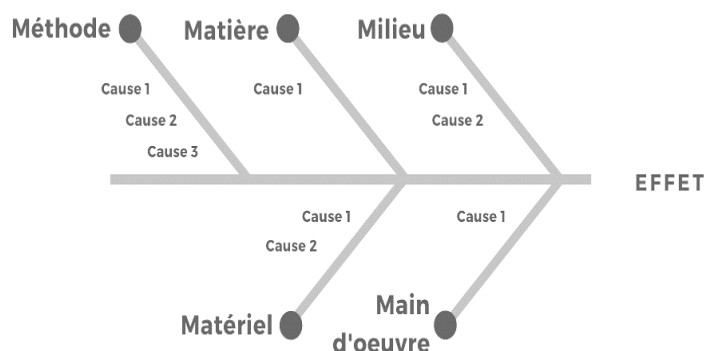 Méthode
Matière
Milieu
Cause 1
Cause 1
Cause 1
Cause 2
Cause 2
Cause 3
EFFET
Cause 1
Cause 1
Cause 2
Matériel
Main
d'oeuvre